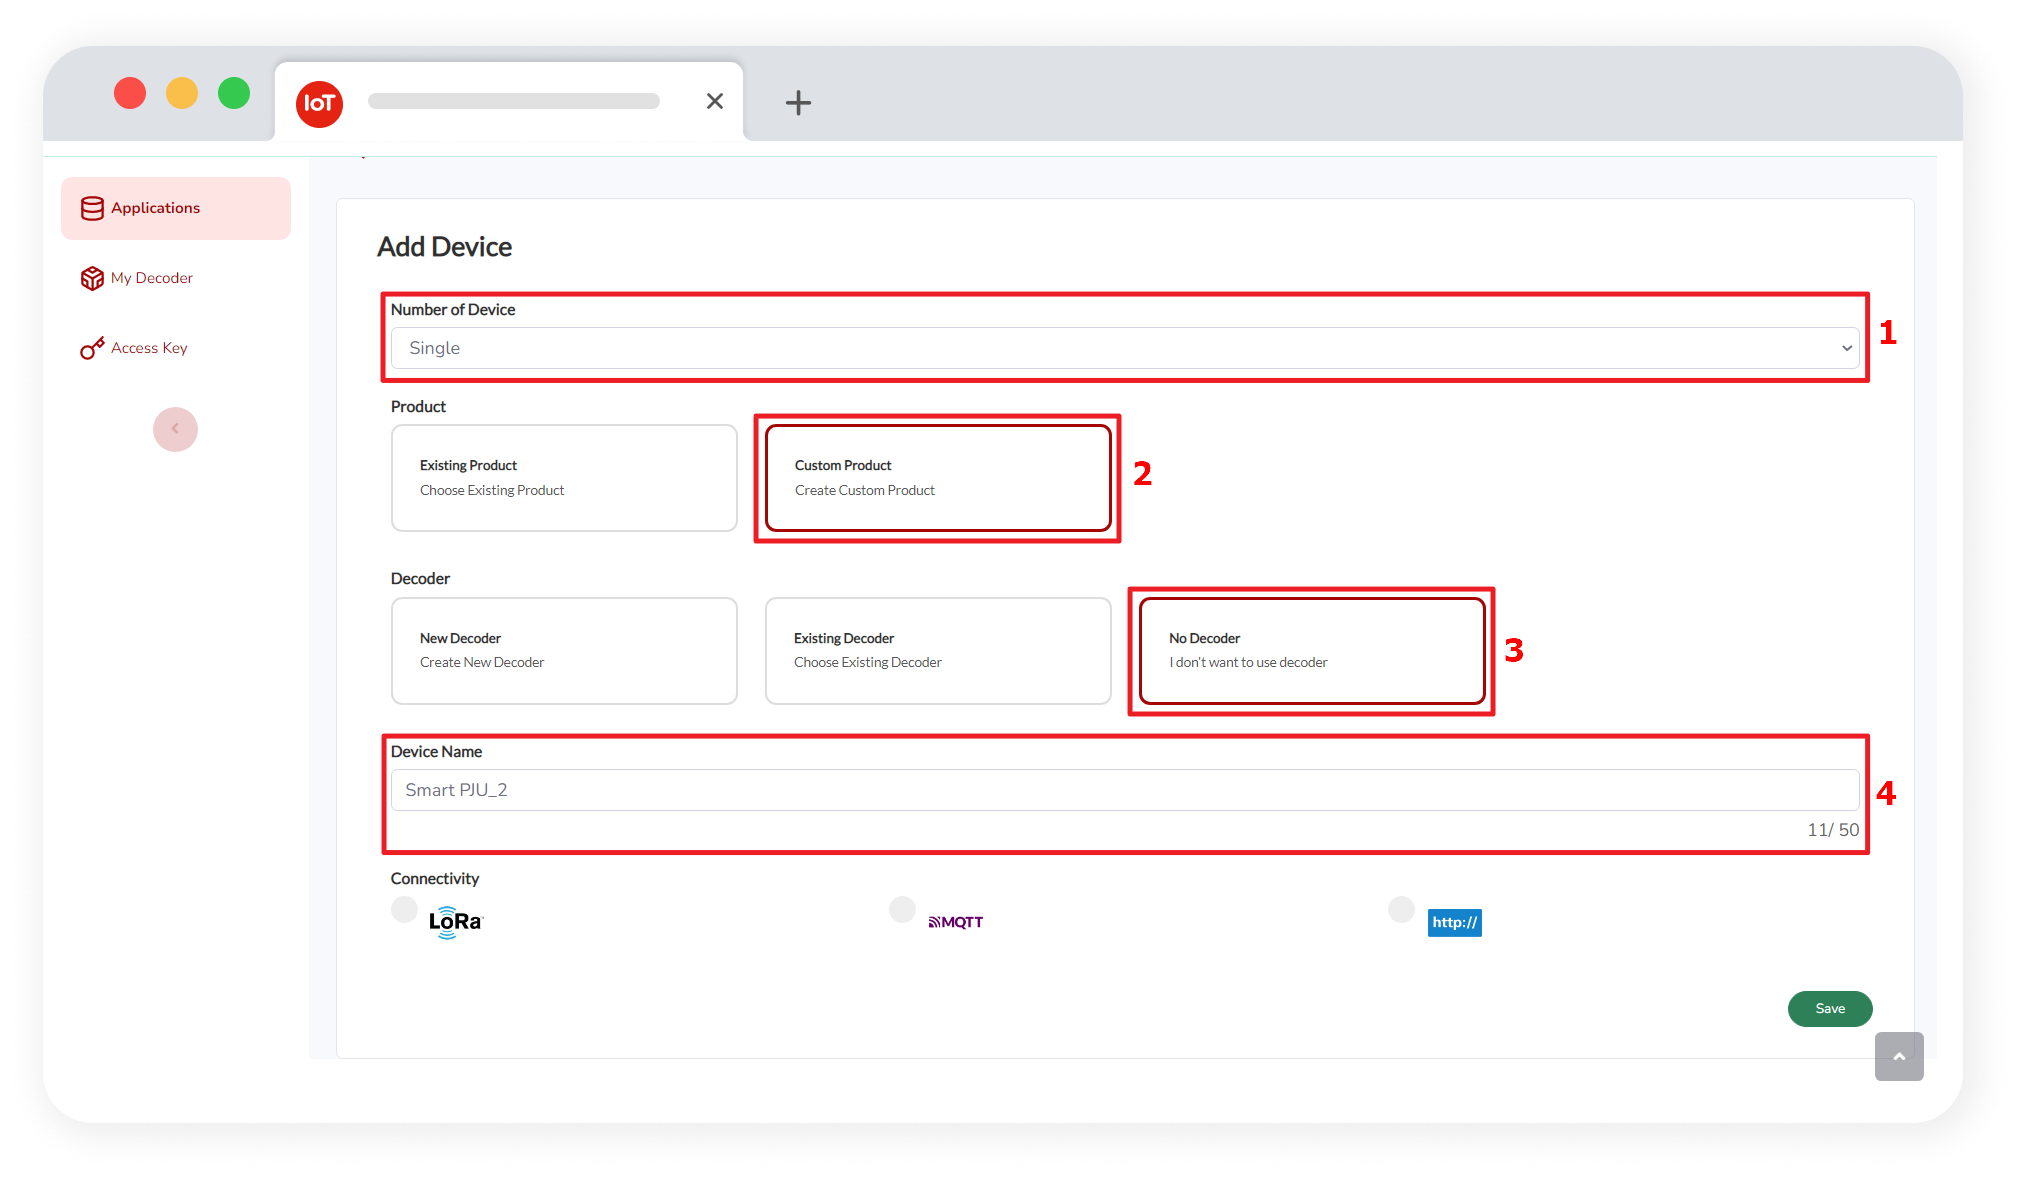 IoT
Applications
My Decoder
Access Key
Add Device
Number of Device
Single
1
Product
Existing Product
Choose Existing Product
Custom Product
Create Custom Product
2
Decoder
New Decoder
Create New Decoder
Existing Decoder
Choose Existing Decoder
No Decoder
I don't want to use decoder
3
Device Name
Smart PJU_2
4
11/ 50
Connectivity
LoRa
MQTT
http://
Save